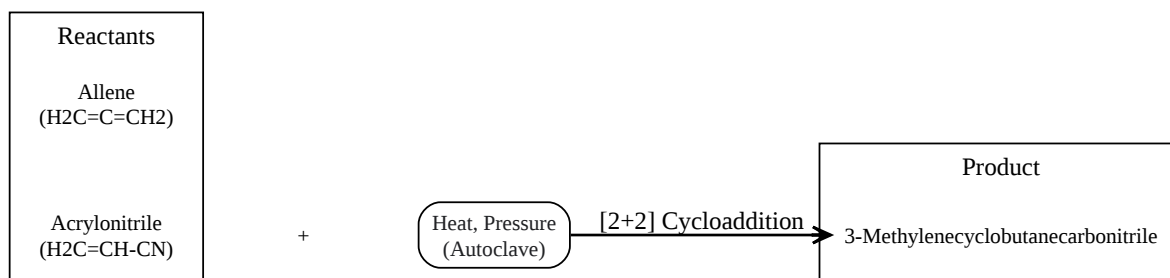 Reactants
Allene
(H2C=C=CH2)
Acrylonitrile
(H2C=CH-CN)
+
Heat, Pressure
(Autoclave)
[2+2] Cycloaddition
Product
3-Methylenecyclobutanecarbonitrile